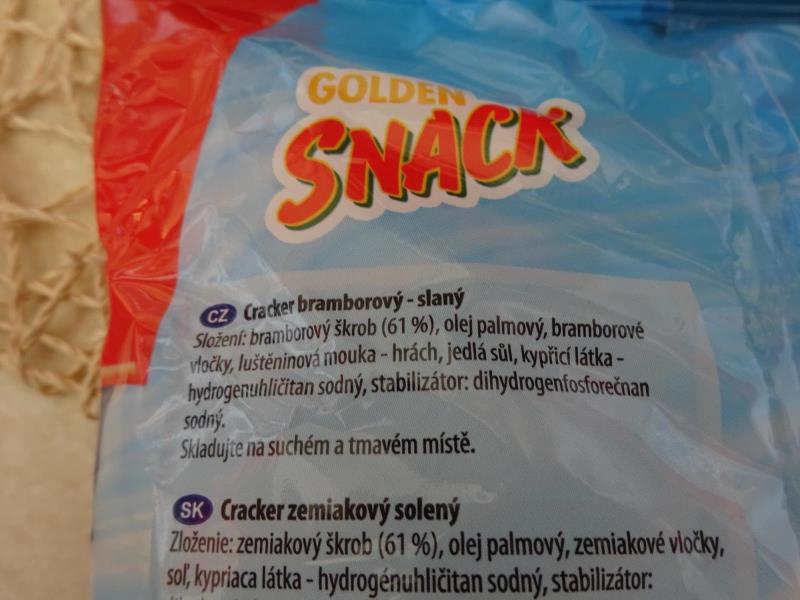 GOLDEN
SNACK
CZ Cracker bramborový - slaný
Složení: bramborový škrob (61 %), olej palmový, bramborové
vločky, luštěninová mouka - hrách, jedlá sůl, kypřicí látka -
hydrogenuhličitan sodný, stabilizátor: dihydrogenfosforečnan
sodný.
Skladujte na suchém a tmavém místě.
SK Cracker zemiakový solený
Zloženie: zemiakový škrob (61 %), olej palmový, zemiakové vločky,
soľ, kypriaca látka - hydrogénuhličitan sodný, stabilizátor: